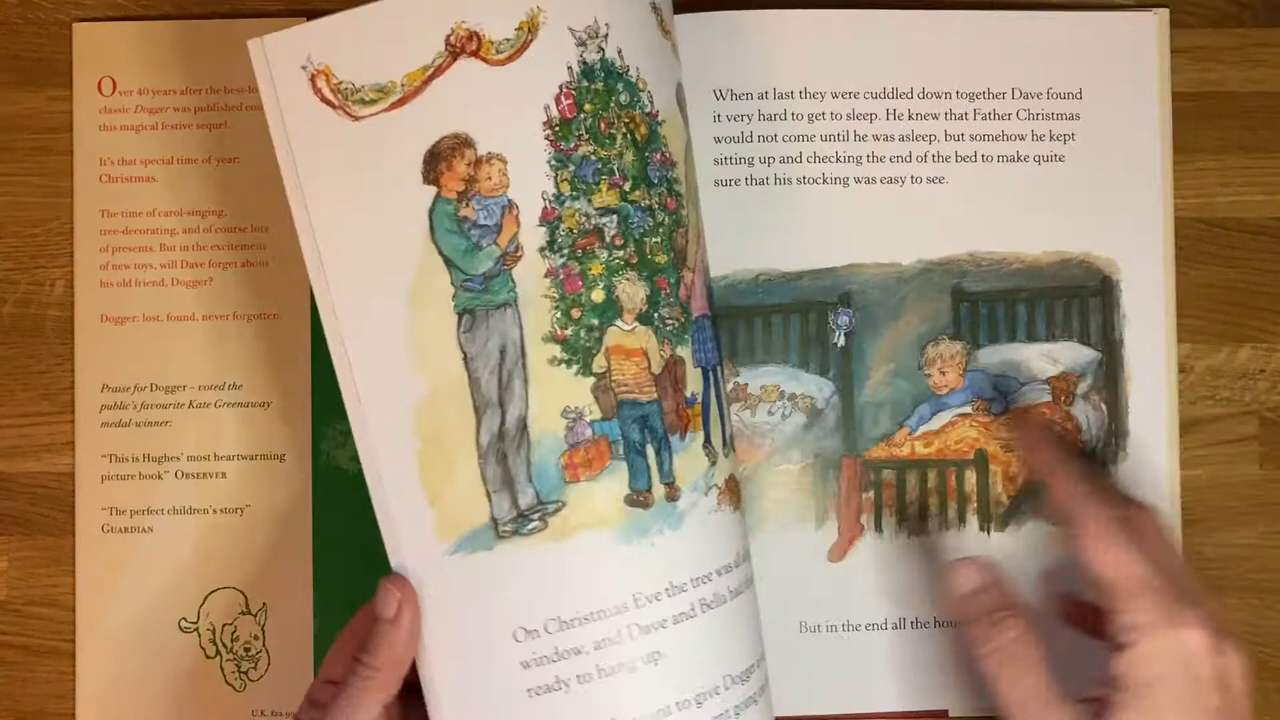 Over 40 years after the best-lo
classic Dogger was published co
this magical festive sequel.
It's that special time of year:
Christmas.
The time of carol-singing,
tree-decorating, and of course lots
of presents. But in the excitement
of new toys, will Dave forget about
his old friend, Dogger?
Dogger: lost, found, never forgotten.
Praise for Dogger – voted the
public's favourite Kate Greenaway
medal-winner:
"This is Hughes' most heartwarming
picture book" OBSERVER
"The perfect children's story"
GUARDIAN
On Christmas Eve the tree was
window, and Dave and Bella
ready to hang up.
to give Dogger
going
When at last they were cuddled down together Dave found
it very hard to get to sleep. He knew that Father Christmas
would not come until he was asleep, but somehow he kept
sitting up and checking the end of the bed to make quite
sure that his stocking was easy to see.
But in the end all the hou